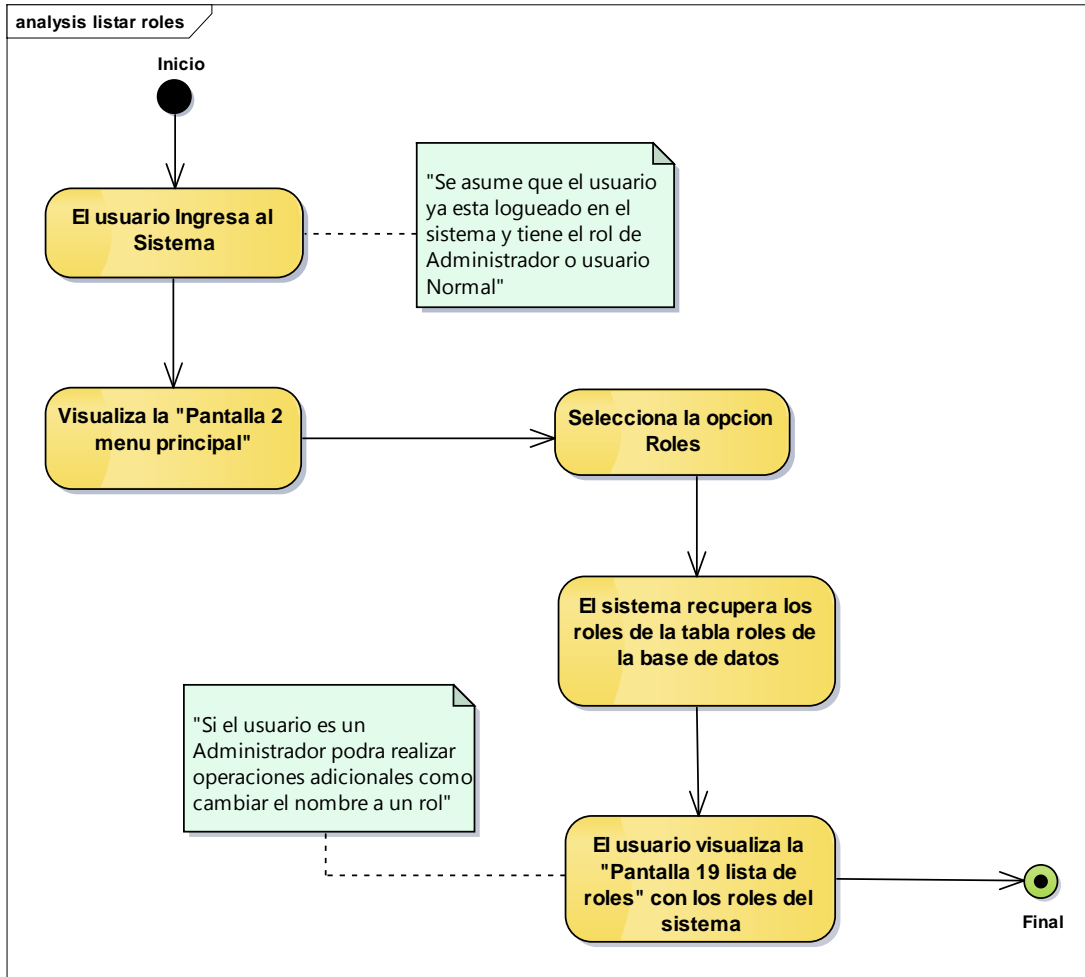 analysis listar roles
Inicio
El usuario Ingresa al
Sistema
"Se asume que el usuario
ya esta logueado en el
sistema y tiene el rol de
Administrador o usuario
Normal"
Visualiza la "Pantalla 2
menu principal"
Selecciona la opcion
Roles
El sistema recupera los
roles de la tabla roles de
la base de datos
"Si el usuario es un
Administrador podra realizar
operaciones adicionales como
cambiar el nombre a un rol"
El usuario visualiza la
"Pantalla 19 lista de
roles" con los roles del
sistema
Final